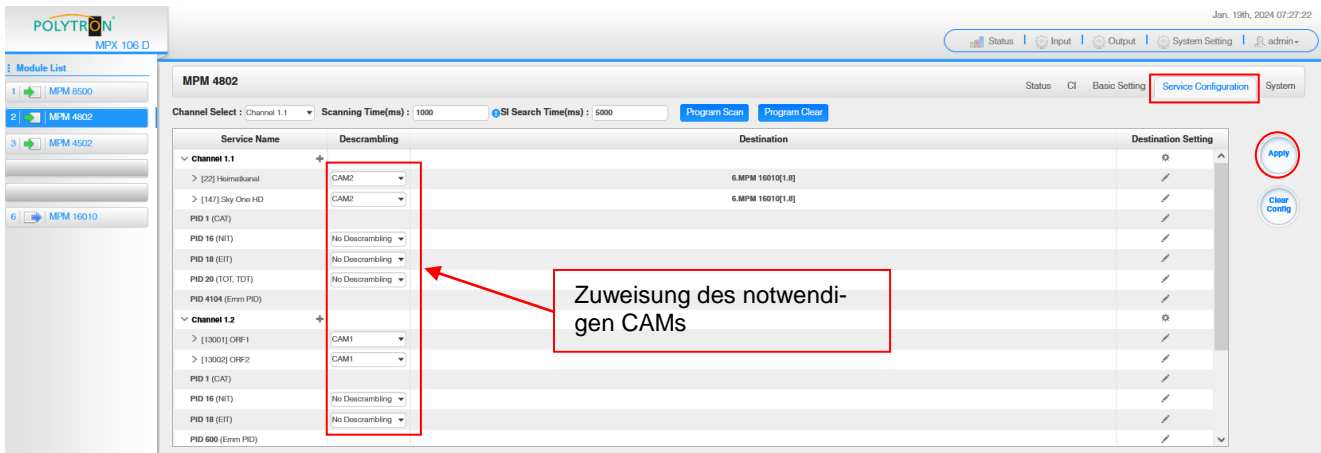 Jan. 19th, 2024 07:27:22
POLYTRON
MPX 106 D
Status Input Output System Setting admin
Module List
1 MPM 8500
2 MPM 4802
3 MPM 4502
6 MPM 16010
MPM 4802
Status CI Basic Setting Service Configuration System
Channel Select : Channel 1.1 Scanning Time(ms) : 1000 SI Search Time(ms) : 5000 Program Scan Program Clear
Service Name Descrambling Destination Destination Setting
Channel 1.1
[22] Heimatkanal CAM2 6.MPM 16010[1.8]
[147] Sky One HD CAM2 6.MPM 16010[1.8]
PID 1 (CAT)
PID 16 (NIT) No Descrambling
PID 18 (EIT) No Descrambling
PID 20 (TOT, TDT) No Descrambling
PID 4104 (Emm PID)
Channel 1.2
[13001] ORF1 CAM1
[13002] ORF2 CAM1
PID 1 (CAT)
PID 16 (NIT) No Descrambling
PID 18 (EIT) No Descrambling
PID 600 (Emm PID)
Apply
Clear
Config
Zuweisung des notwendi-
gen CAMs